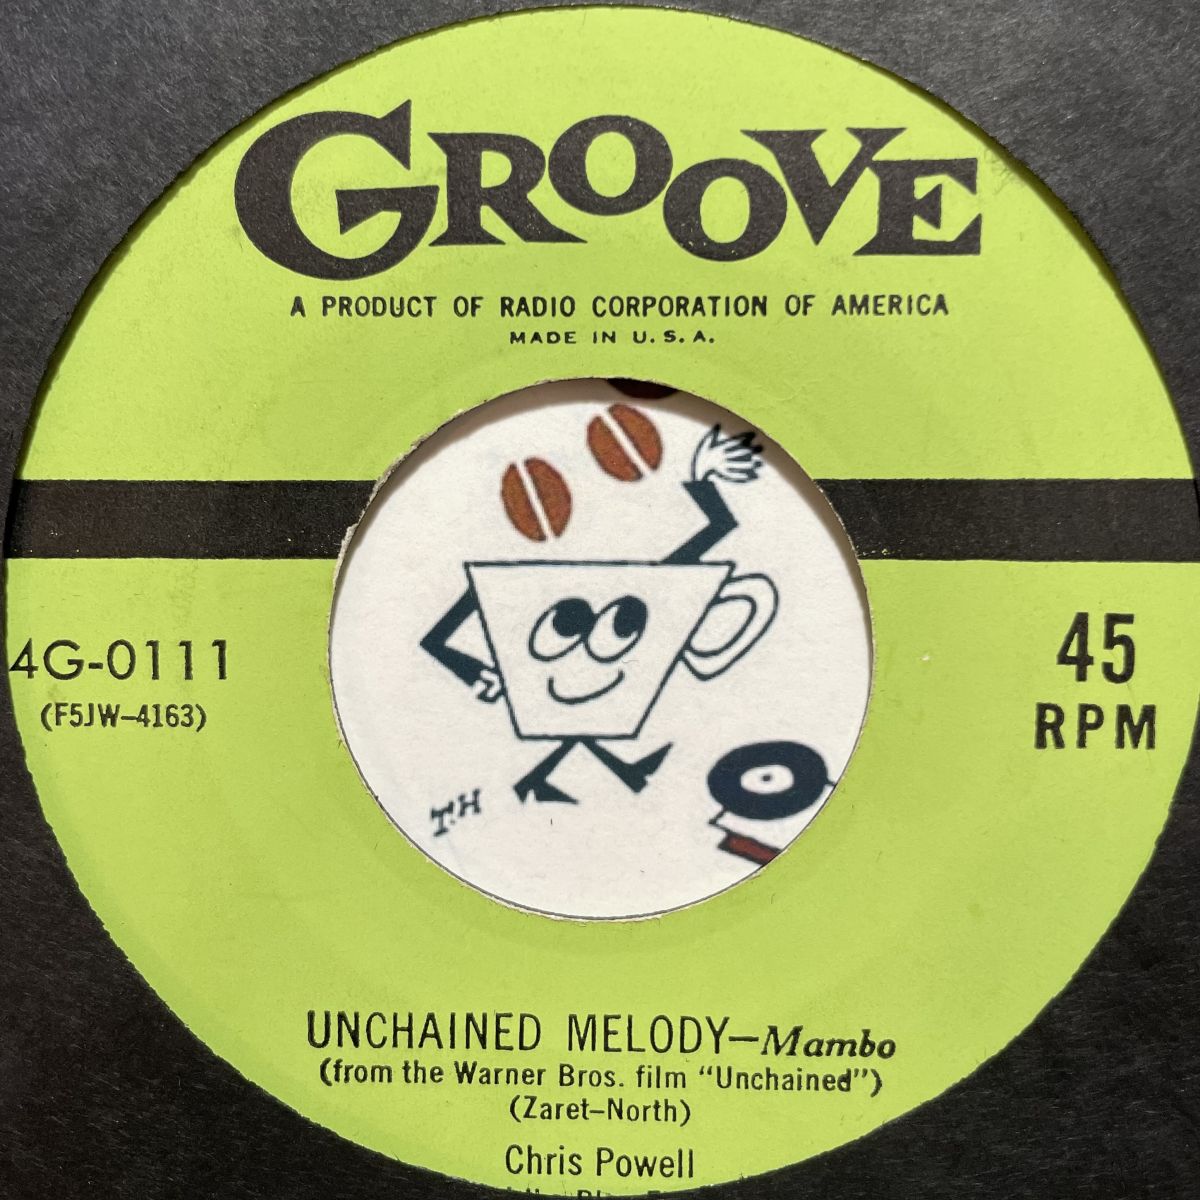 GROOVE
A PRODUCT OF RADIO CORPORATION OF AMERICA
MADE IN U.S.A.
4G-0111
(F5JW-4163)
45
RPM
T.H
UNCHAINED MELODY—Mambo
(from the Warner Bros. film "Unchained")
(Zaret-North)
Chris Powell